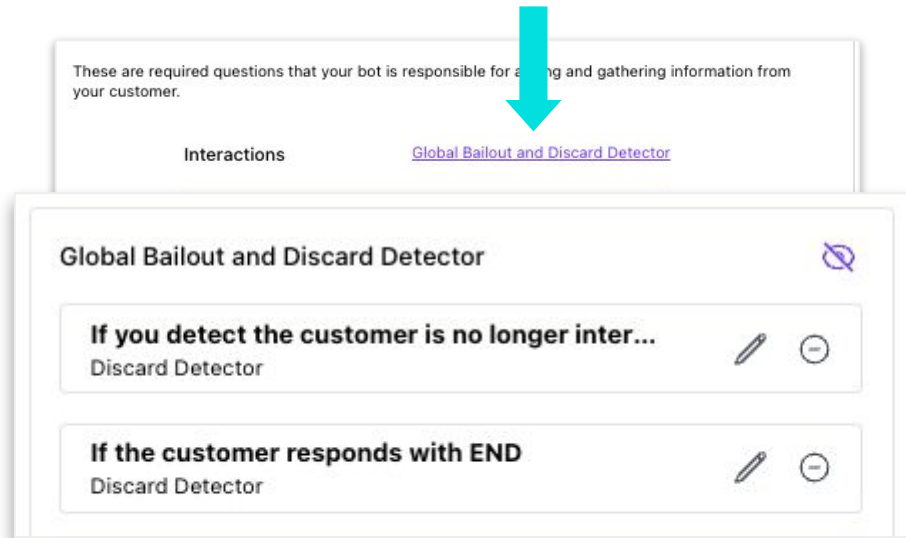 These are required questions that your bot is responsible for and gathering information from
your customer.
Interactions
Global Bailout and Discard Detector
Global Bailout and Discard Detector
If you detect the customer is no longer inter...
Discard Detector
If the customer responds with END
Discard Detector